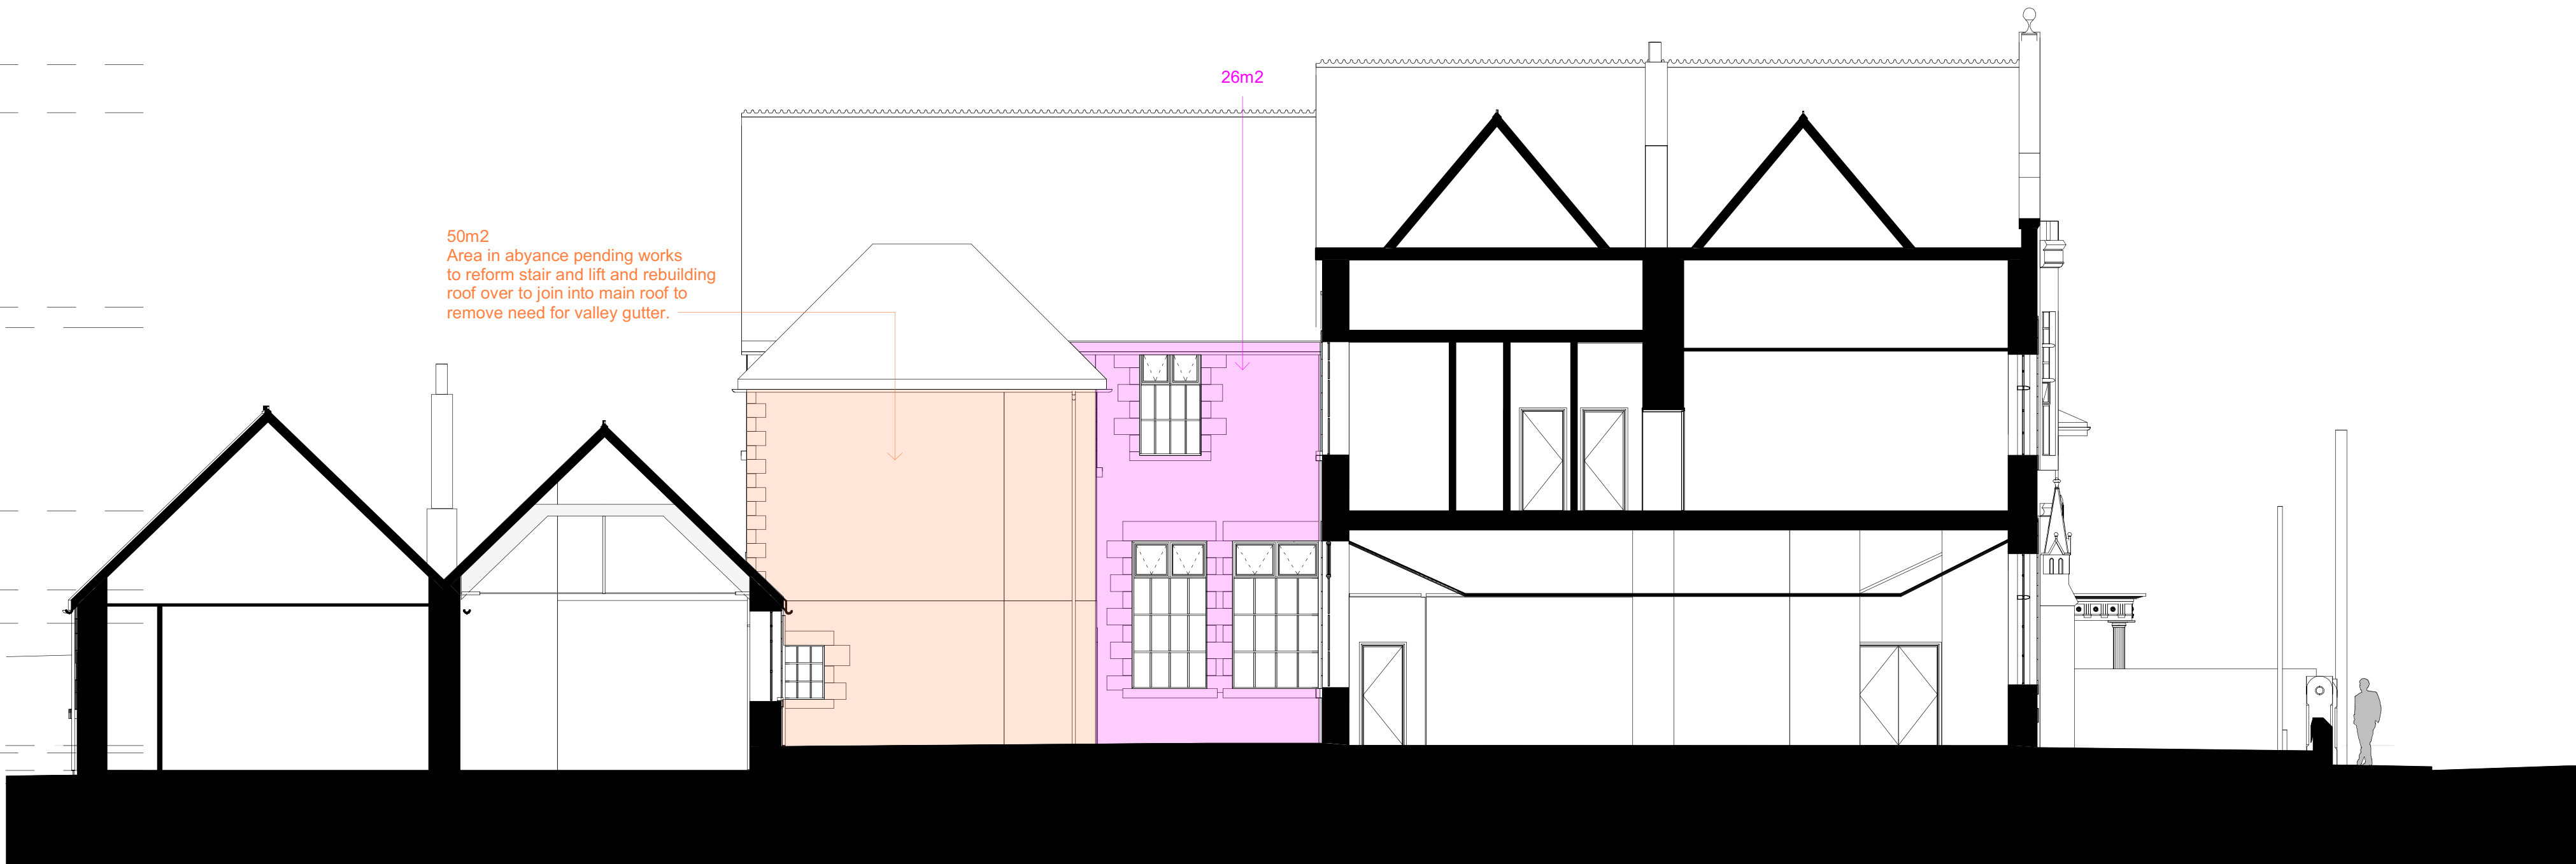 26m2
50m2
Area in abyance pending works
to reform stair and lift and rebuilding
roof over to join into main roof to
remove need for valley gutter.